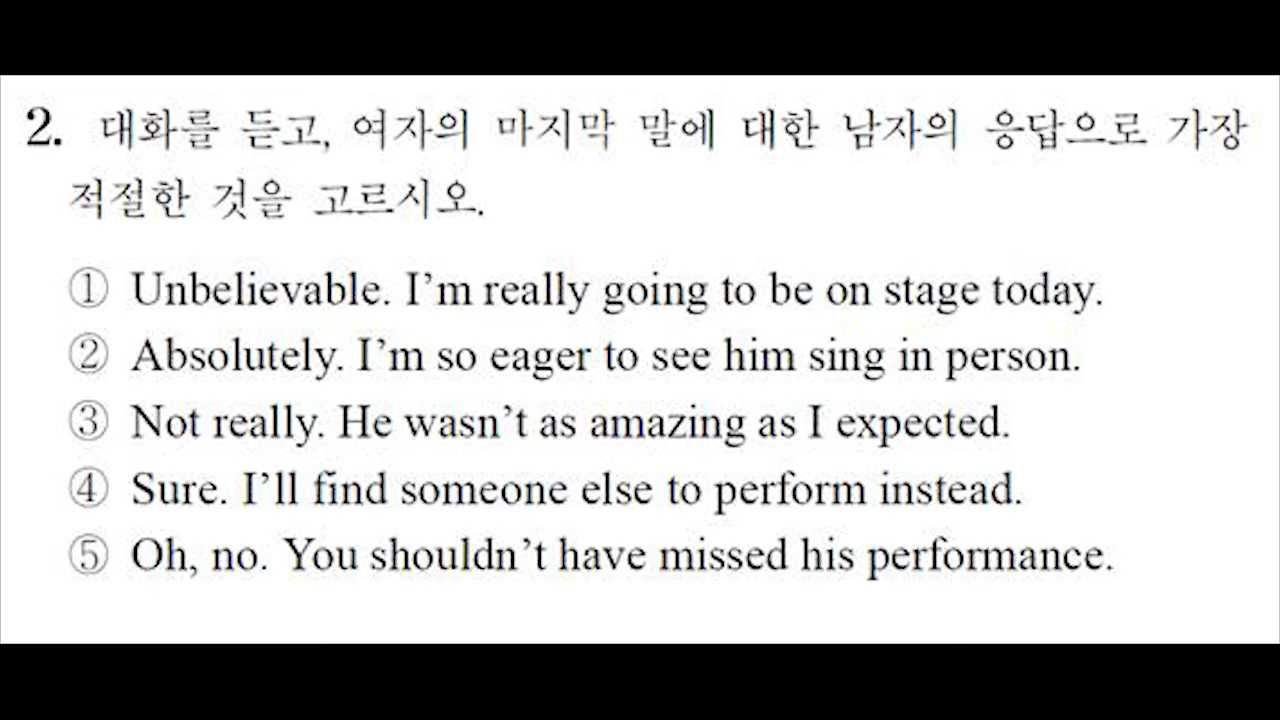 2. 대화를 듣고, 여자의 마지막 말에 대한 남자의 응답으로 가장
적절한 것을 고르시오.
① Unbelievable. I’m really going to be on stage today.
② Absolutely. I’m so eager to see him sing in person.
③ Not really. He wasn’t as amazing as I expected.
④ Sure. I’ll find someone else to perform instead.
⑤ Oh, no. You shouldn’t have missed his performance.